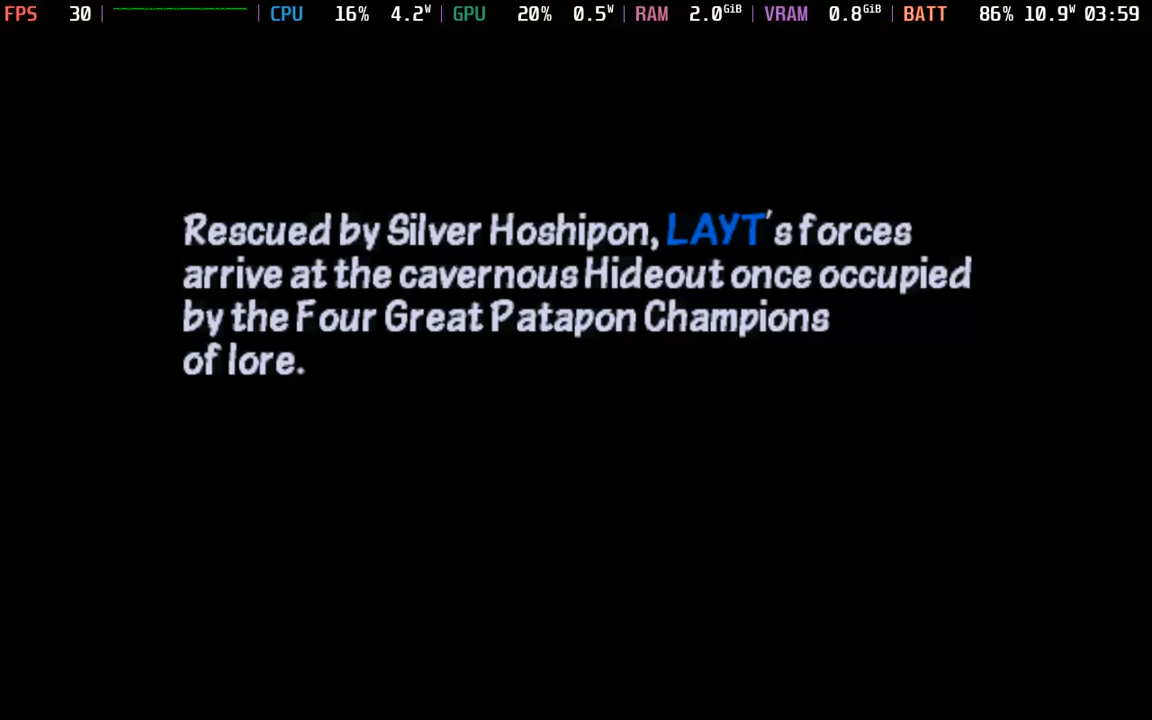 FPS 30 | CPU 16% 4.2W | GPU 20% 0.5W | RAM 2.0GiB | VRAM 0.8GiB | BATT 86% 10.9W 03:59
Rescued by Silver Hoshipon, LAYT's forces
arrive at the cavernous Hideout once occupied
by the Four Great Patapon Champions
of lore.